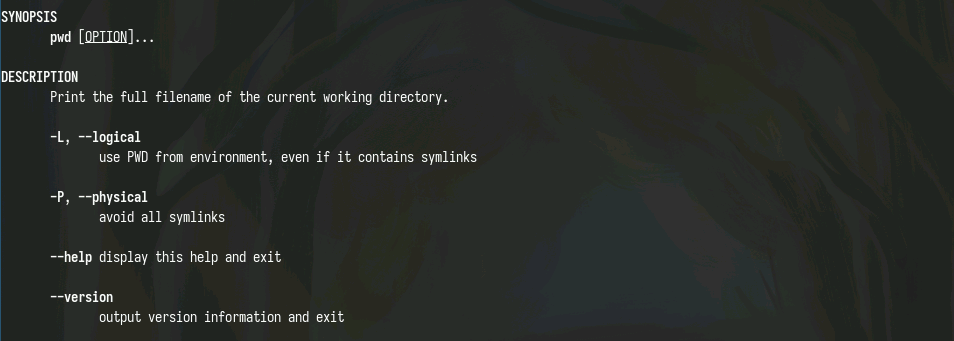 SYNOPSIS
pwd [OPTION]...
DESCRIPTION
Print the full filename of the current working directory.
-L, --logical
use PWD from environment, even if it contains symlinks
-P, --physical
avoid all symlinks
--help display this help and exit
--version
output version information and exit